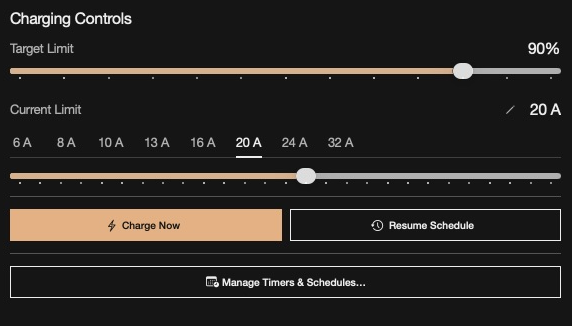 Charging Controls
Target Limit 90%
Current Limit 20 A
6 A 8 A 10 A 13 A 16 A 20 A 24 A 32 A
Charge Now Resume Schedule
Manage Timers & Schedules...